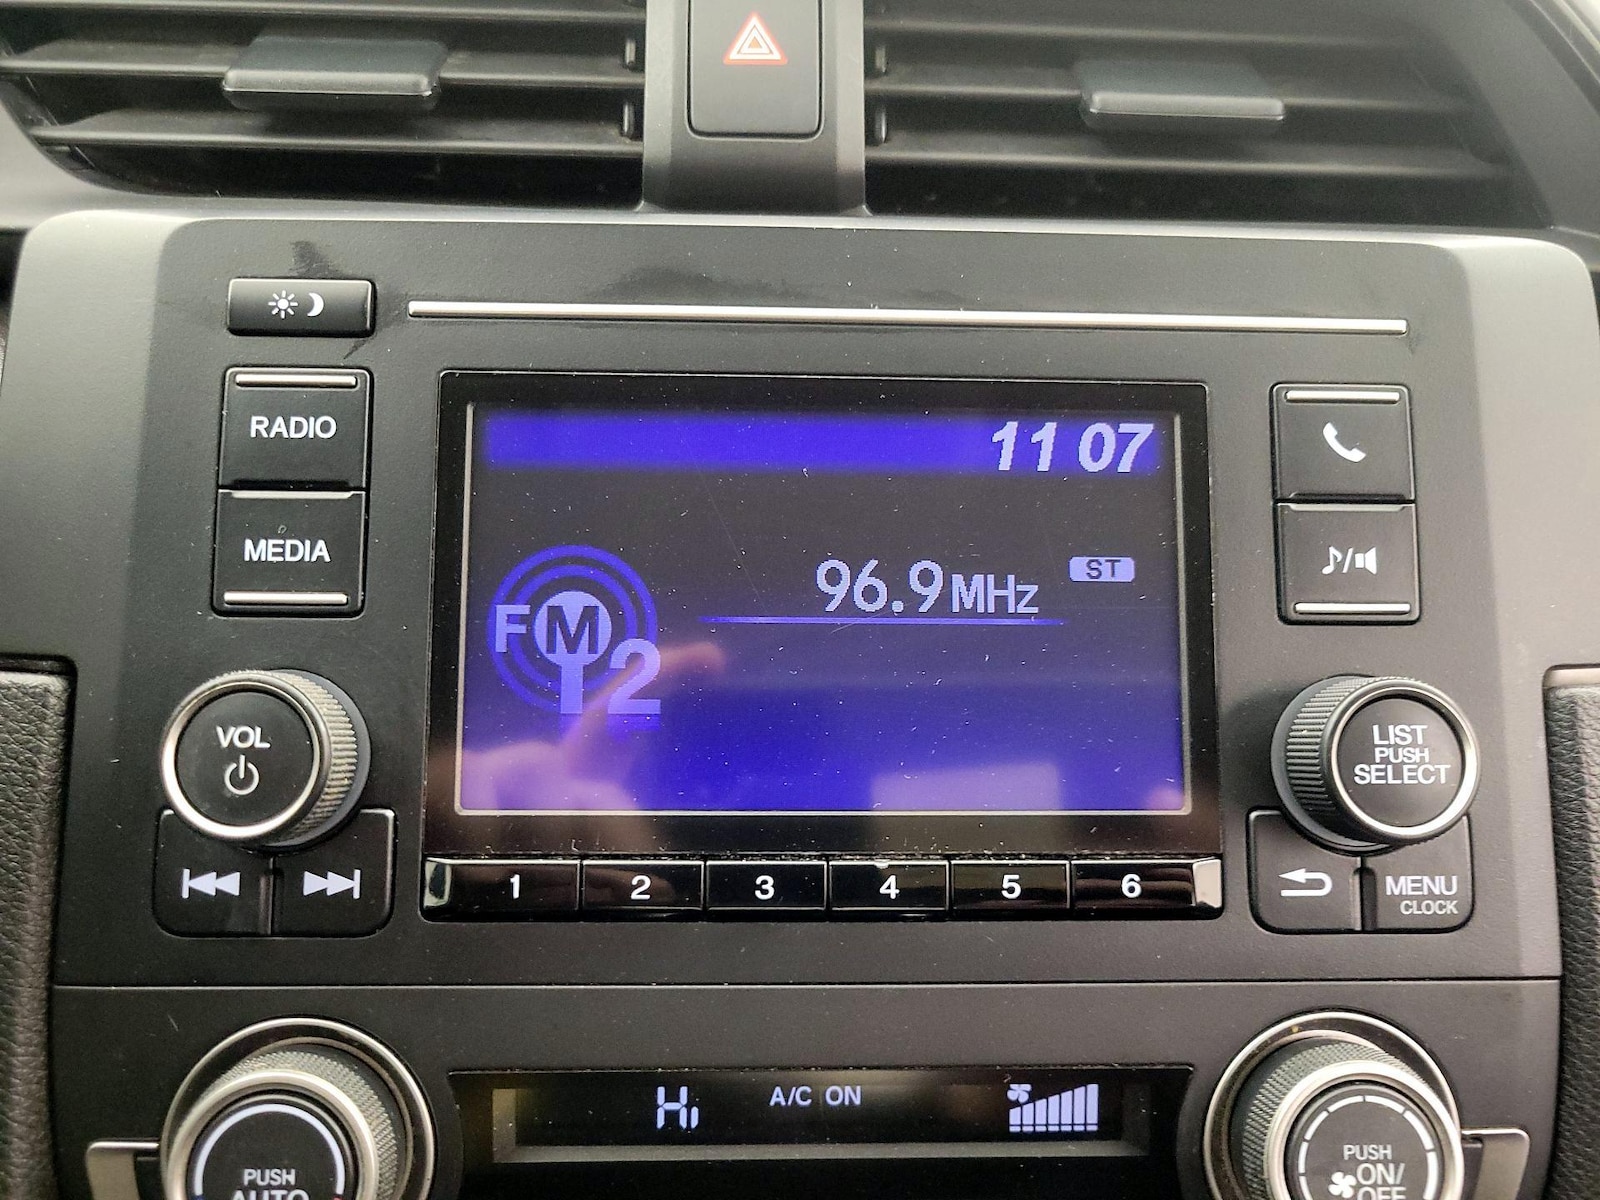 RADIO
MEDIA
VOL
11 07
96.9MHz
ST
FM
2
LIST
PUSH
SELECT
1 2 3 4 5 6
MENU
CLOCK
Hi
A/C ON
PUSH
AUTO
PUSH
ON/
OFF